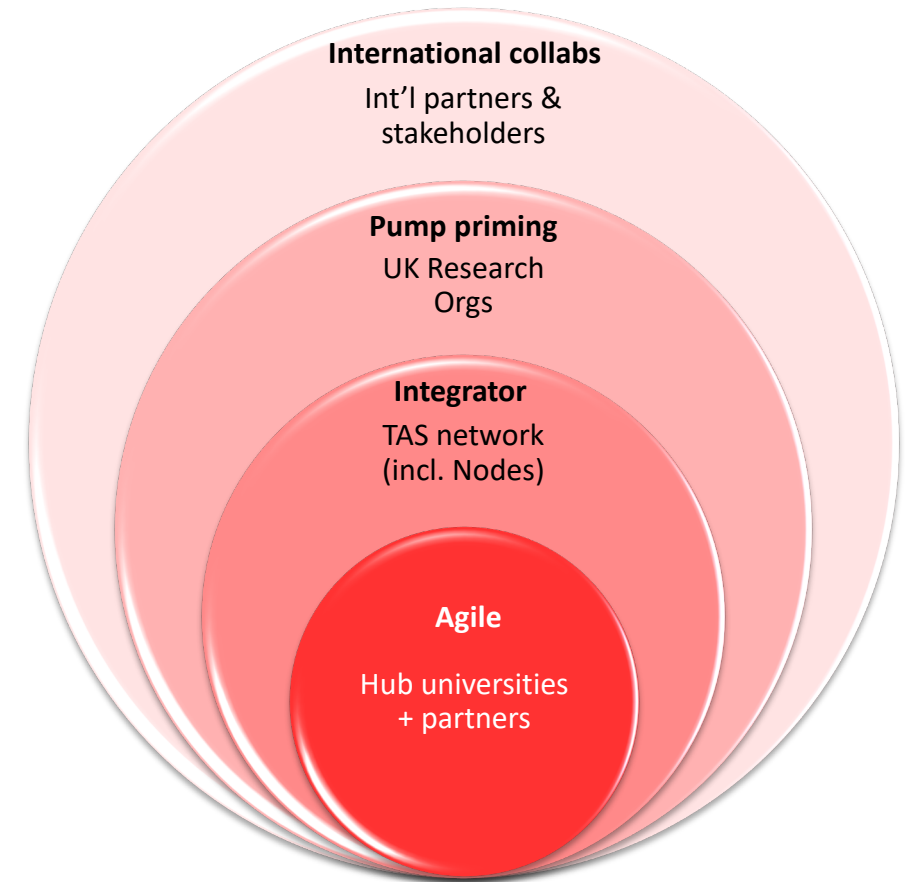 International collabs
Int’l partners &
stakeholders
Pump priming
UK Research
Orgs
Integrator
TAS network
(incl. Nodes)
Agile
Hub universities
+ partners